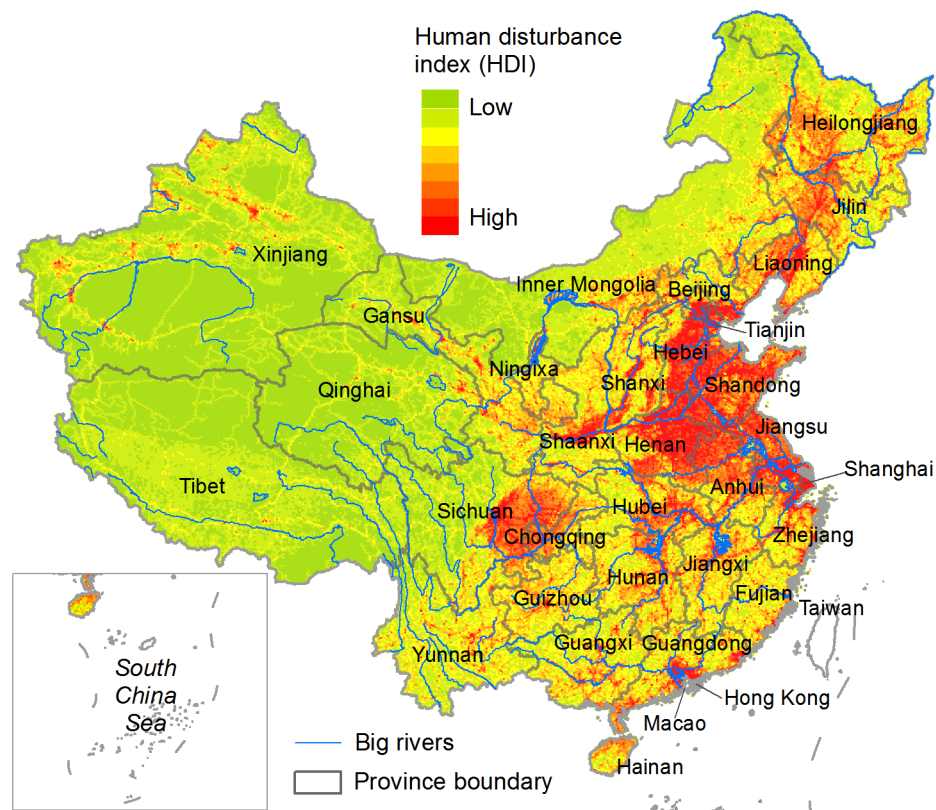 Human disturbance
index (HDI)
Low
High
Heilongjiang
Jilin
Liaoning
Xinjiang
Inner Mongolia
Beijing
Gansu
Tianjin
Hebei
Ningixa
Qinghai
Shanxi
Shandong
Jiangsu
Shaanxi
Henan
Shanghai
Tibet
Anhui
Sichuan
Hubei
Chongqing
Zhejiang
Jiangxi
Hunan
Guizhou
Fujian
Taiwan
Guangxi
Guangdong
Yunnan
South
China
Sea
Hong Kong
Macao
Big rivers
Hainan
Province boundary